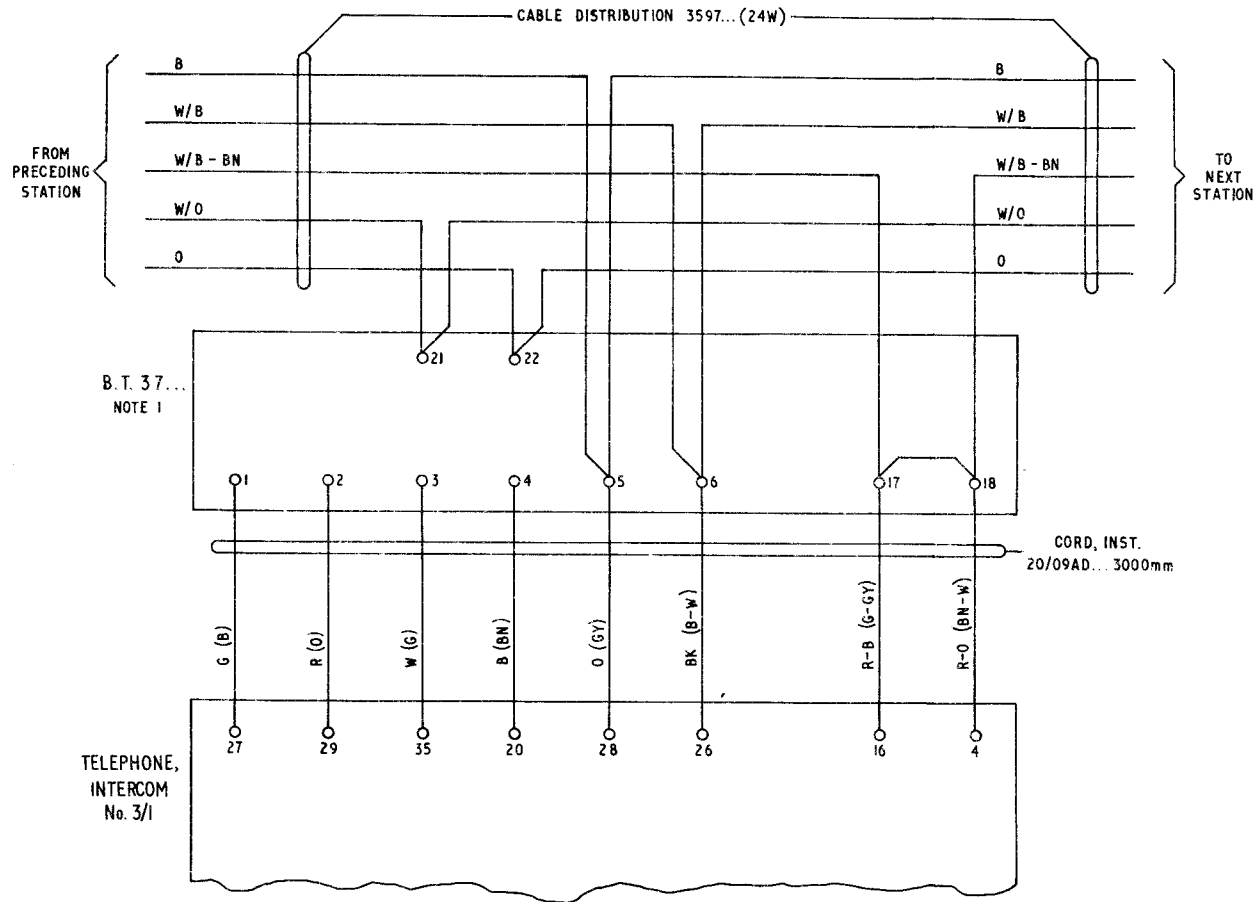 CABLE DISTRIBUTION 3597...(24W)
B
B
W/B
W/B
FROM
PRECEDING
STATION
W/B-BN
W/B-BN
TO
NEXT
STATION
W/O
W/O
O
O
21
22
B.T. 37...
NOTE 1
1
2
3
4
5
6
17
18
CORD, INST.
20/09AD... 3000mm
G (B)
R (O)
W (G)
B (BN)
O (GY)
BK (B-W)
R-B (G-GY)
R-O (BN-W)
27
29
35
20
28
26
16
4
TELEPHONE,
INTERCOM
No. 3/1